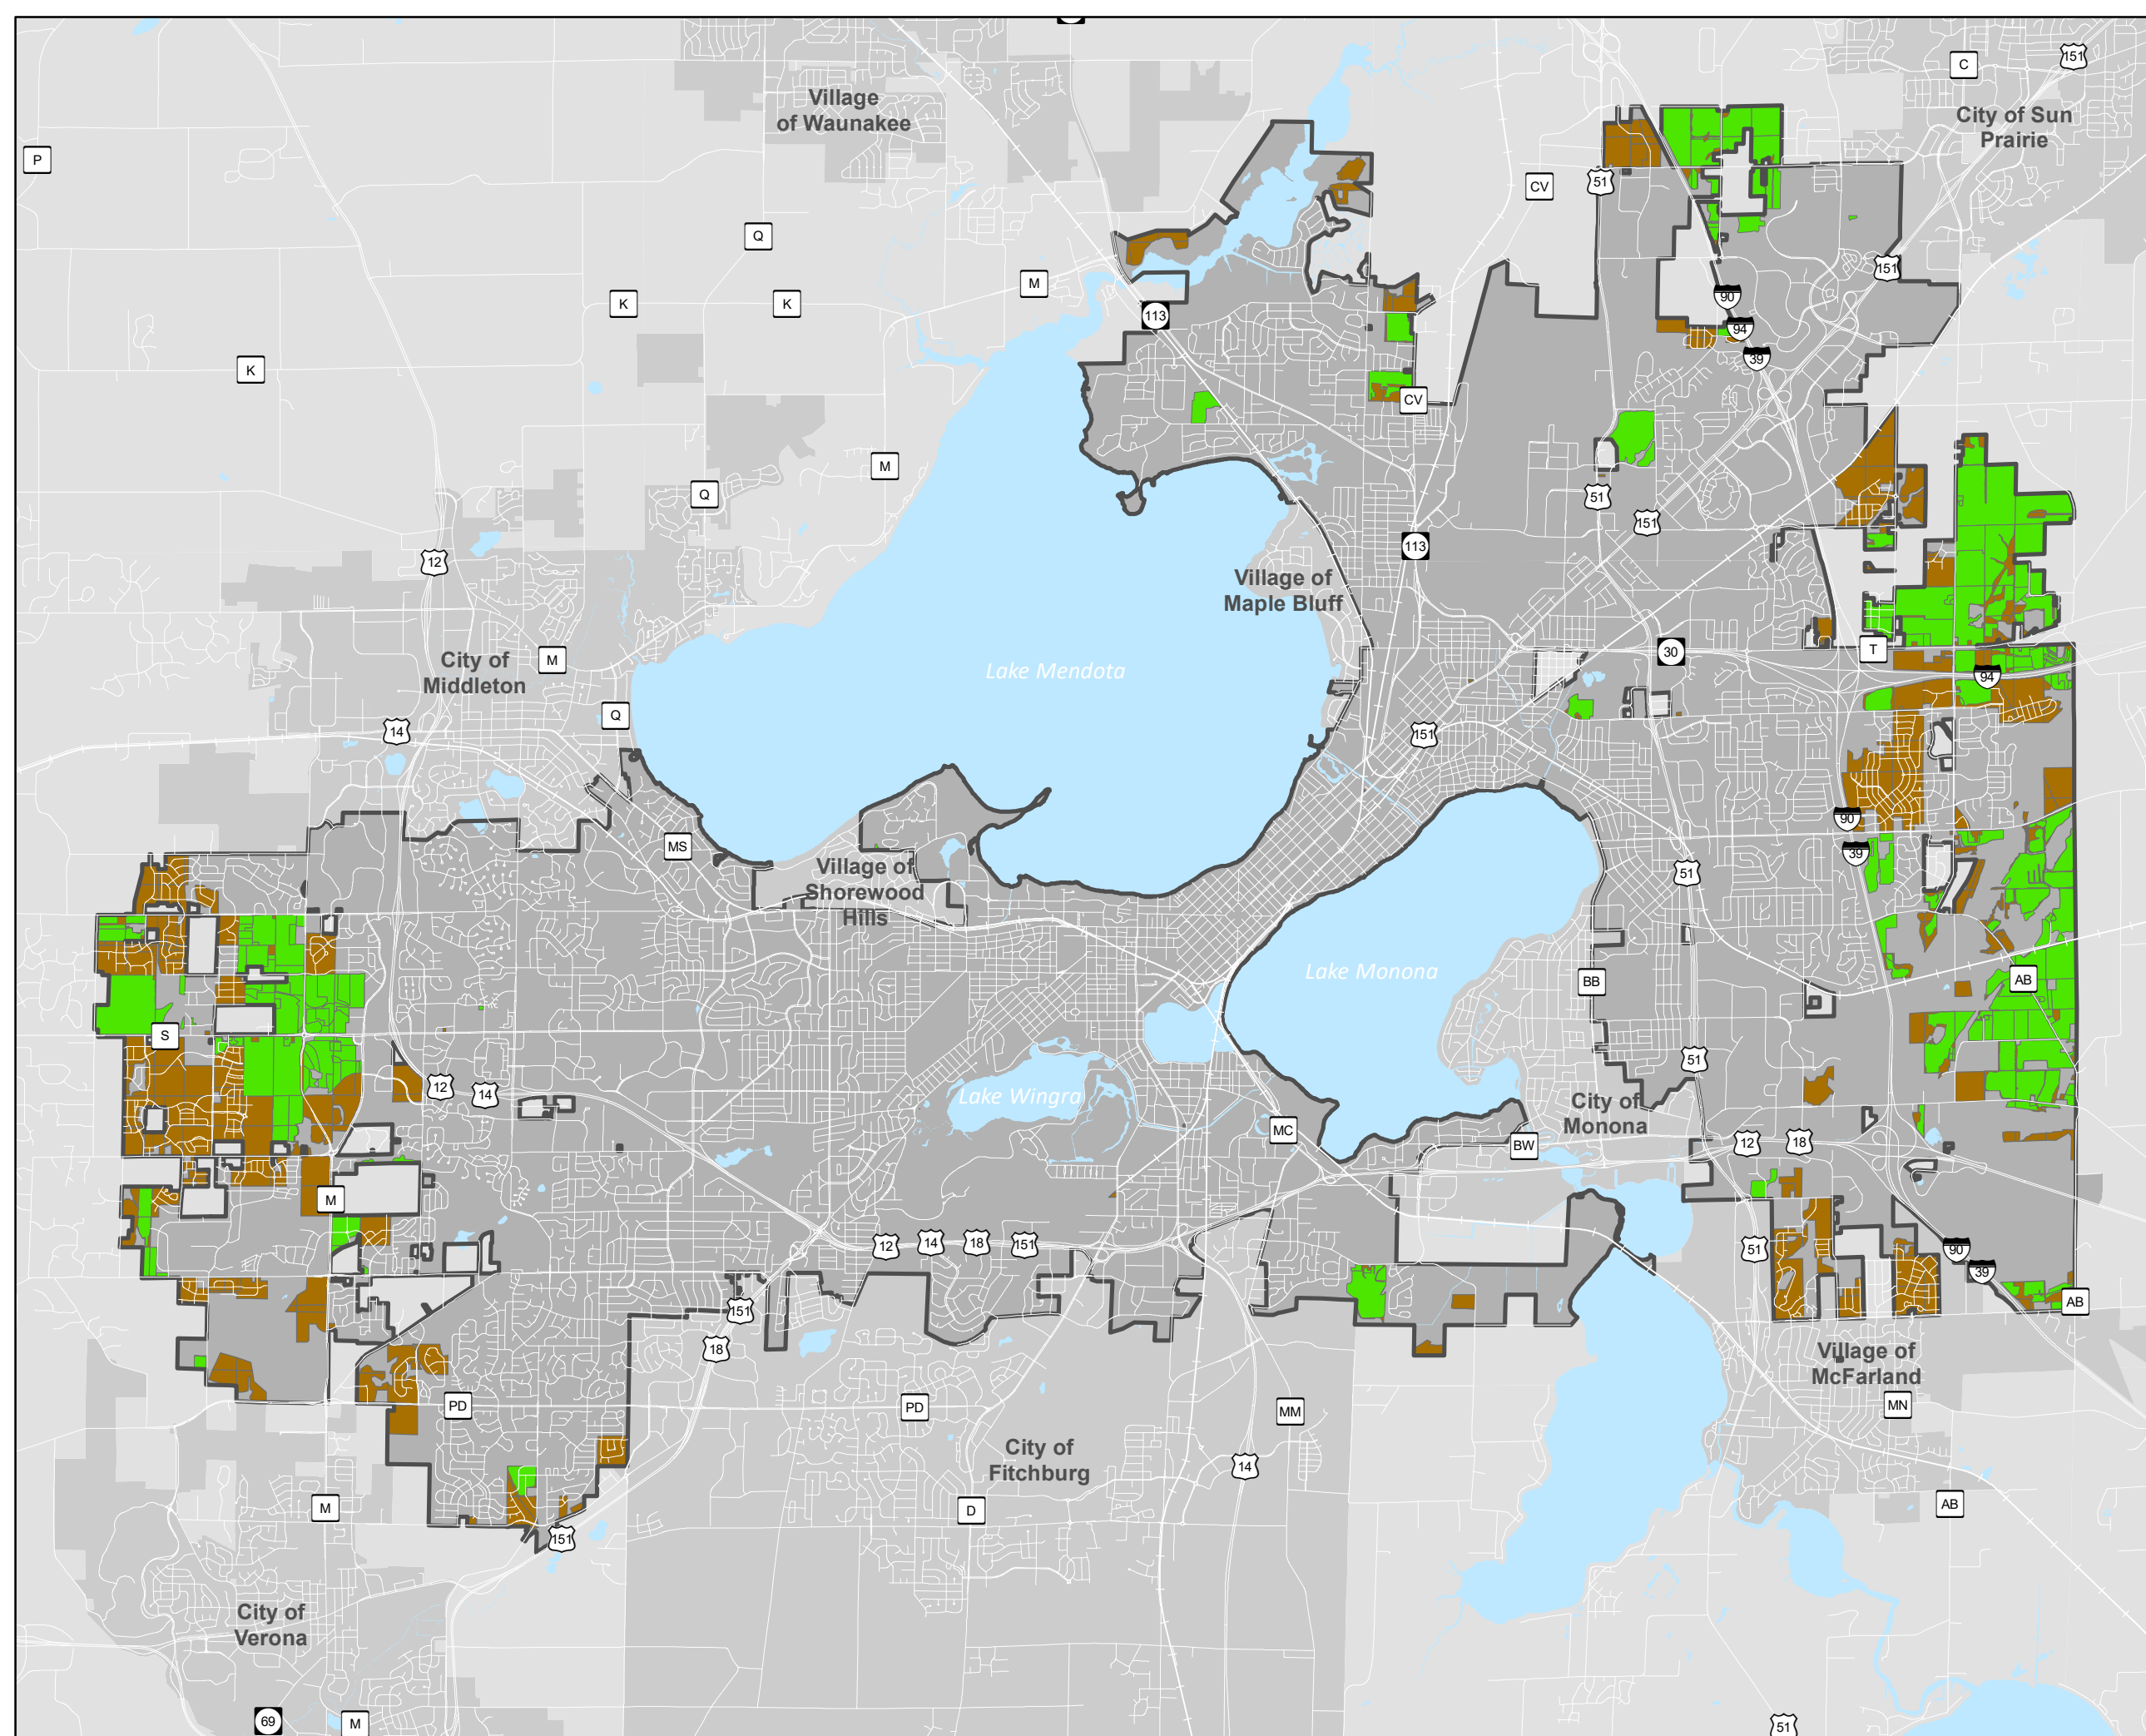 C
151
Village
of Waunakee
City of Sun
Prairie
P
CV
51
Q
M
151
K
K
90
113
94
39
K
CV
M
Q
51
151
113
12
Village of
Maple Bluff
T
30
City of
Middleton
M
Lake Mendota
94
Q
14
151
90
MS
39
51
Village of
Shorewood
Hills
Lake Monona
BB
AB
S
51
12
14
Lake Wingra
City of
Monona
MC
BW
12
18
M
12
14
18
151
51
90
39
AB
151
18
Village of
McFarland
PD
PD
MM
MN
City of
Fitchburg
14
M
D
AB
151
City of
Verona
69
M
51